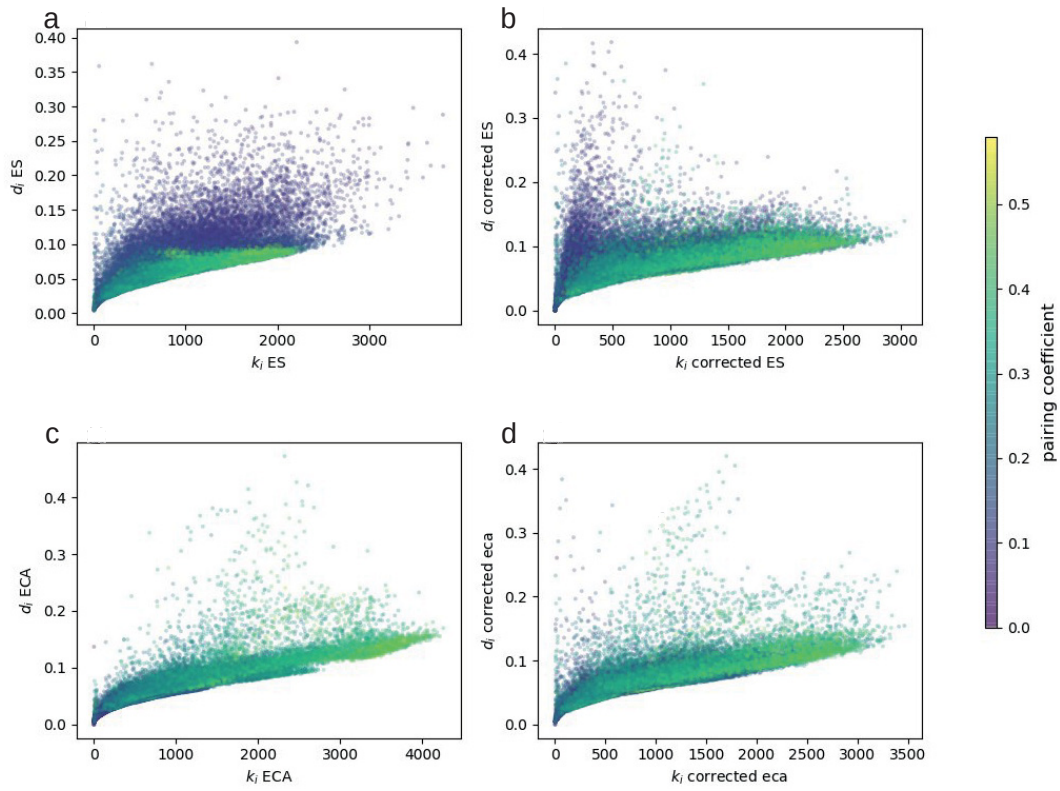 a
0.40
0.35
0.30
0.25
0.20
0.15
0.10
0.05
0.00
d_i ES
0 1000 2000 3000
k_i ES
b
0.4
0.3
0.2
0.1
0.0
d_i corrected ES
0 500 1000 1500 2000 2500 3000
k_i corrected ES
c
0.4
0.3
0.2
0.1
0.0
d_i ECA
0 1000 2000 3000 4000
k_i ECA
d
0.4
0.3
0.2
0.1
0.0
d_i corrected eca
0 500 1000 1500 2000 2500 3000 3500
k_i corrected eca
0.5
0.4
0.3
0.2
0.1
0.0
pairing coefficient